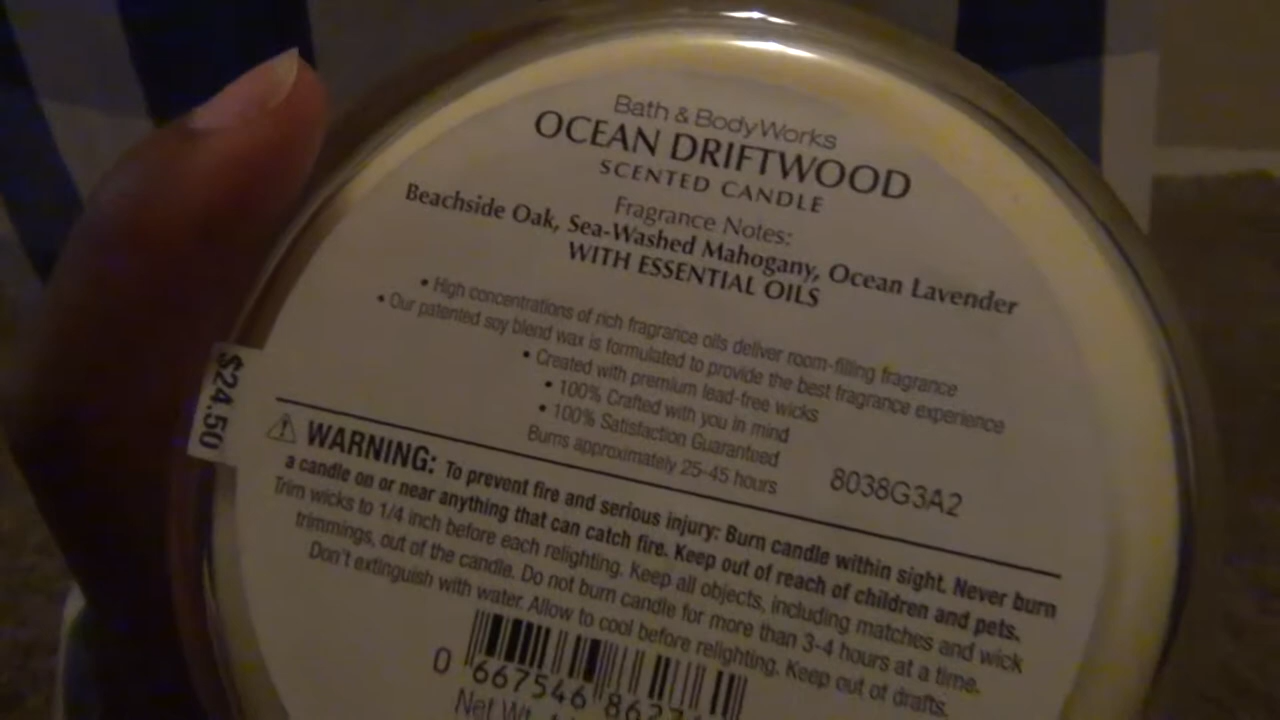 Bath & Body Works
OCEAN DRIFTWOOD
SCENTED CANDLE
Fragrance Notes:
Beachside Oak, Sea-Washed Mahogany, Ocean Lavender
WITH ESSENTIAL OILS
• High concentrations of rich fragrance oils deliver room-filling fragrance
• Our patented soy blend wax is formulated to provide the best fragrance experience
• Created with premium lead-free wicks
• 100% Crafted with you in mind
• 100% Satisfaction Guaranteed
Burns approximately 25-45 hours
8038G3A2
$24.50
WARNING: To prevent fire and serious injury: Burn candle within sight. Never burn
a candle on or near anything that can catch fire. Keep out of reach of children and pets.
Trim wicks to 1/4 inch before each relighting. Keep all objects, including matches and wick
trimmings, out of the candle. Do not burn candle for more than 3-4 hours at a time.
Don't extinguish with water. Allow to cool before relighting. Keep out of drafts.
0 667546 8627
Net Wt.